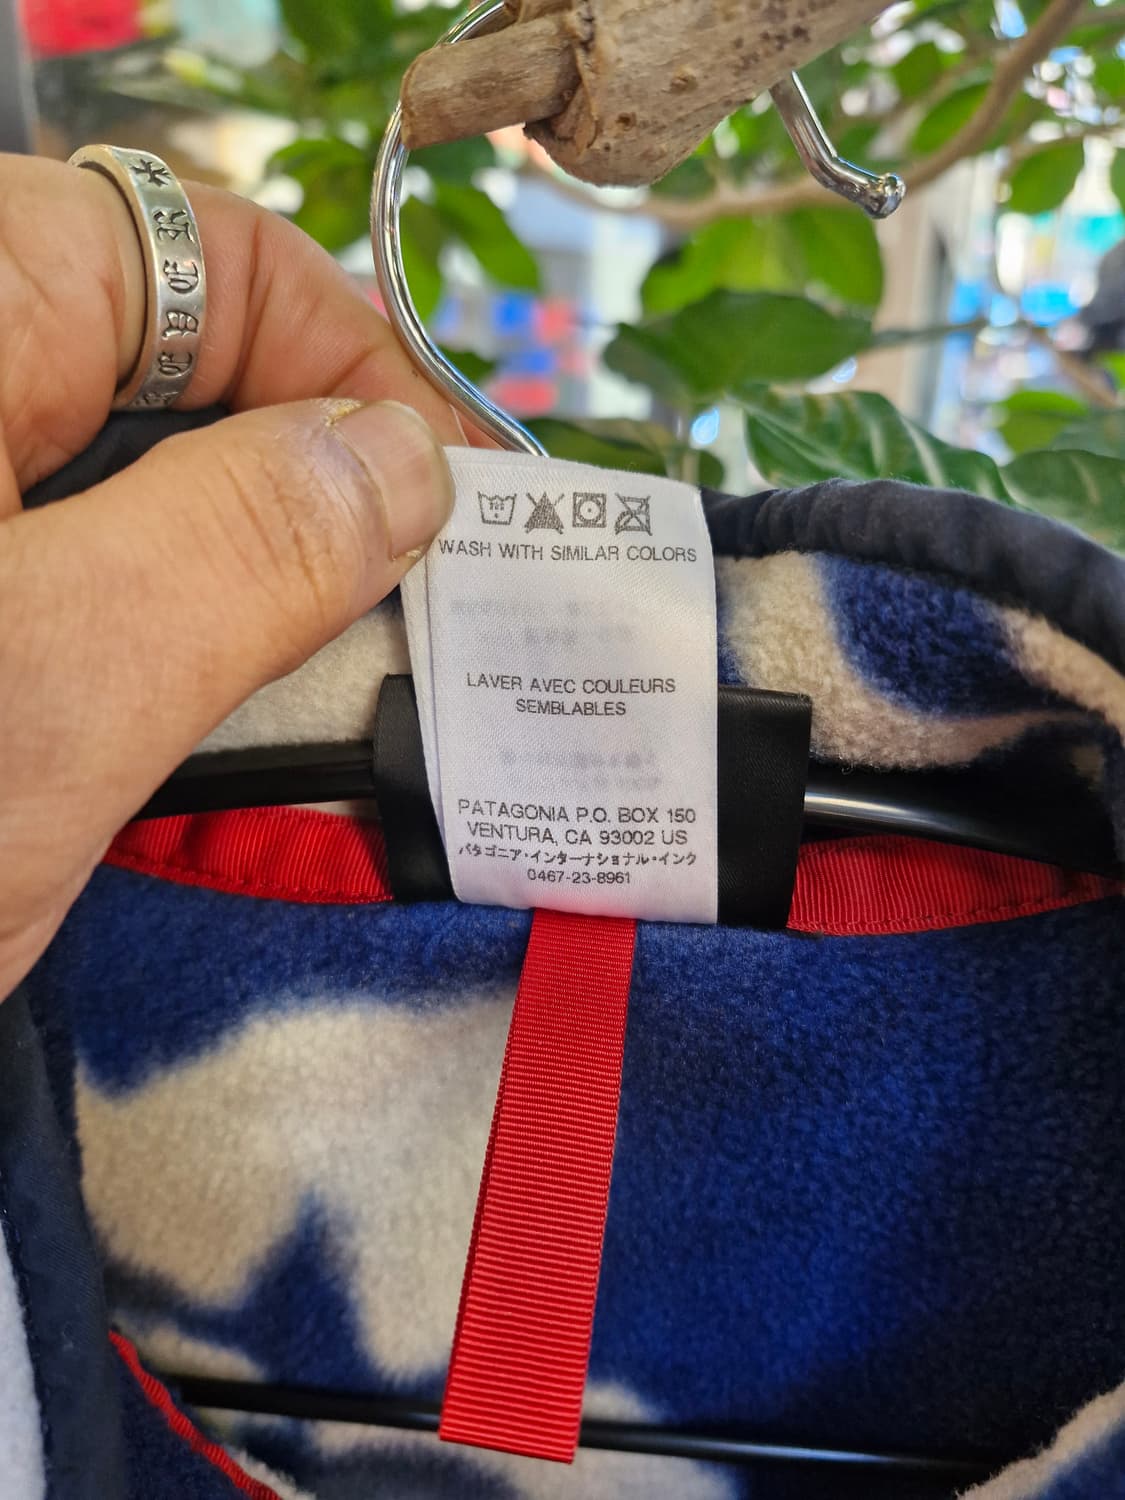 WASH WITH SIMILAR COLORS
LAVER AVEC COULEURS
SEMBLABLES
PATAGONIA P.O. BOX 150
VENTURA, CA 93002 US
パタゴニア・インターナショナル・インク
0467-23-8961